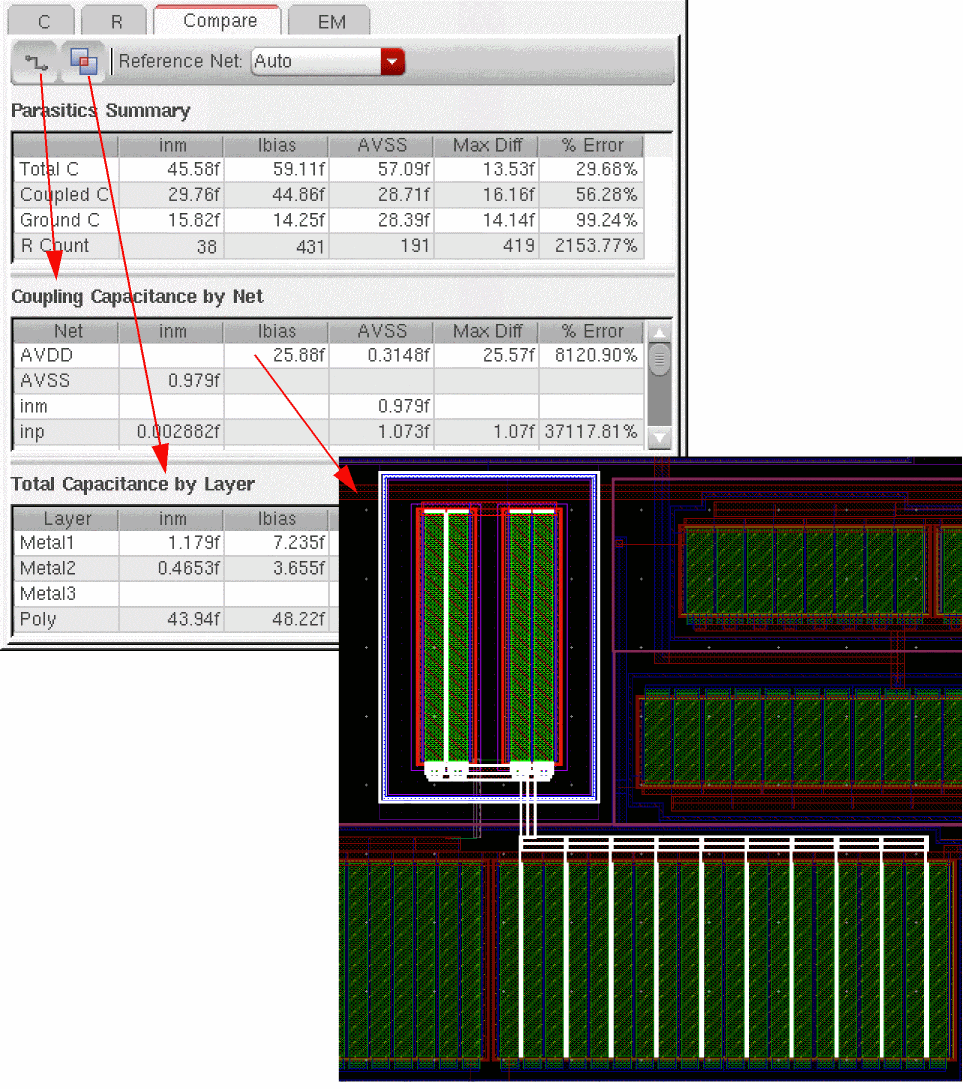 C R Compare EM
Reference Net: Auto
Parasitics Summary
inm Ibias AVSS Max Diff % Error
Total C 45.58f 59.11f 57.09f 13.53f 29.68%
Coupled C 29.76f 44.86f 28.71f 16.16f 56.28%
Ground C 15.82f 14.25f 28.39f 14.14f 99.24%
R Count 38 431 191 419 2153.77%
Coupling Capacitance by Net
Net inm Ibias AVSS Max Diff % Error
AVDD 25.88f 0.3148f 25.57f 8120.90%
AVSS 0.979f
inm 0.979f
inp 0.002882f 1.073f 1.07f 37117.81%
Total Capacitance by Layer
Layer inm Ibias
Metal1 1.179f 7.235f
Metal2 0.4653f 3.655f
Metal3
Poly 43.94f 48.22f